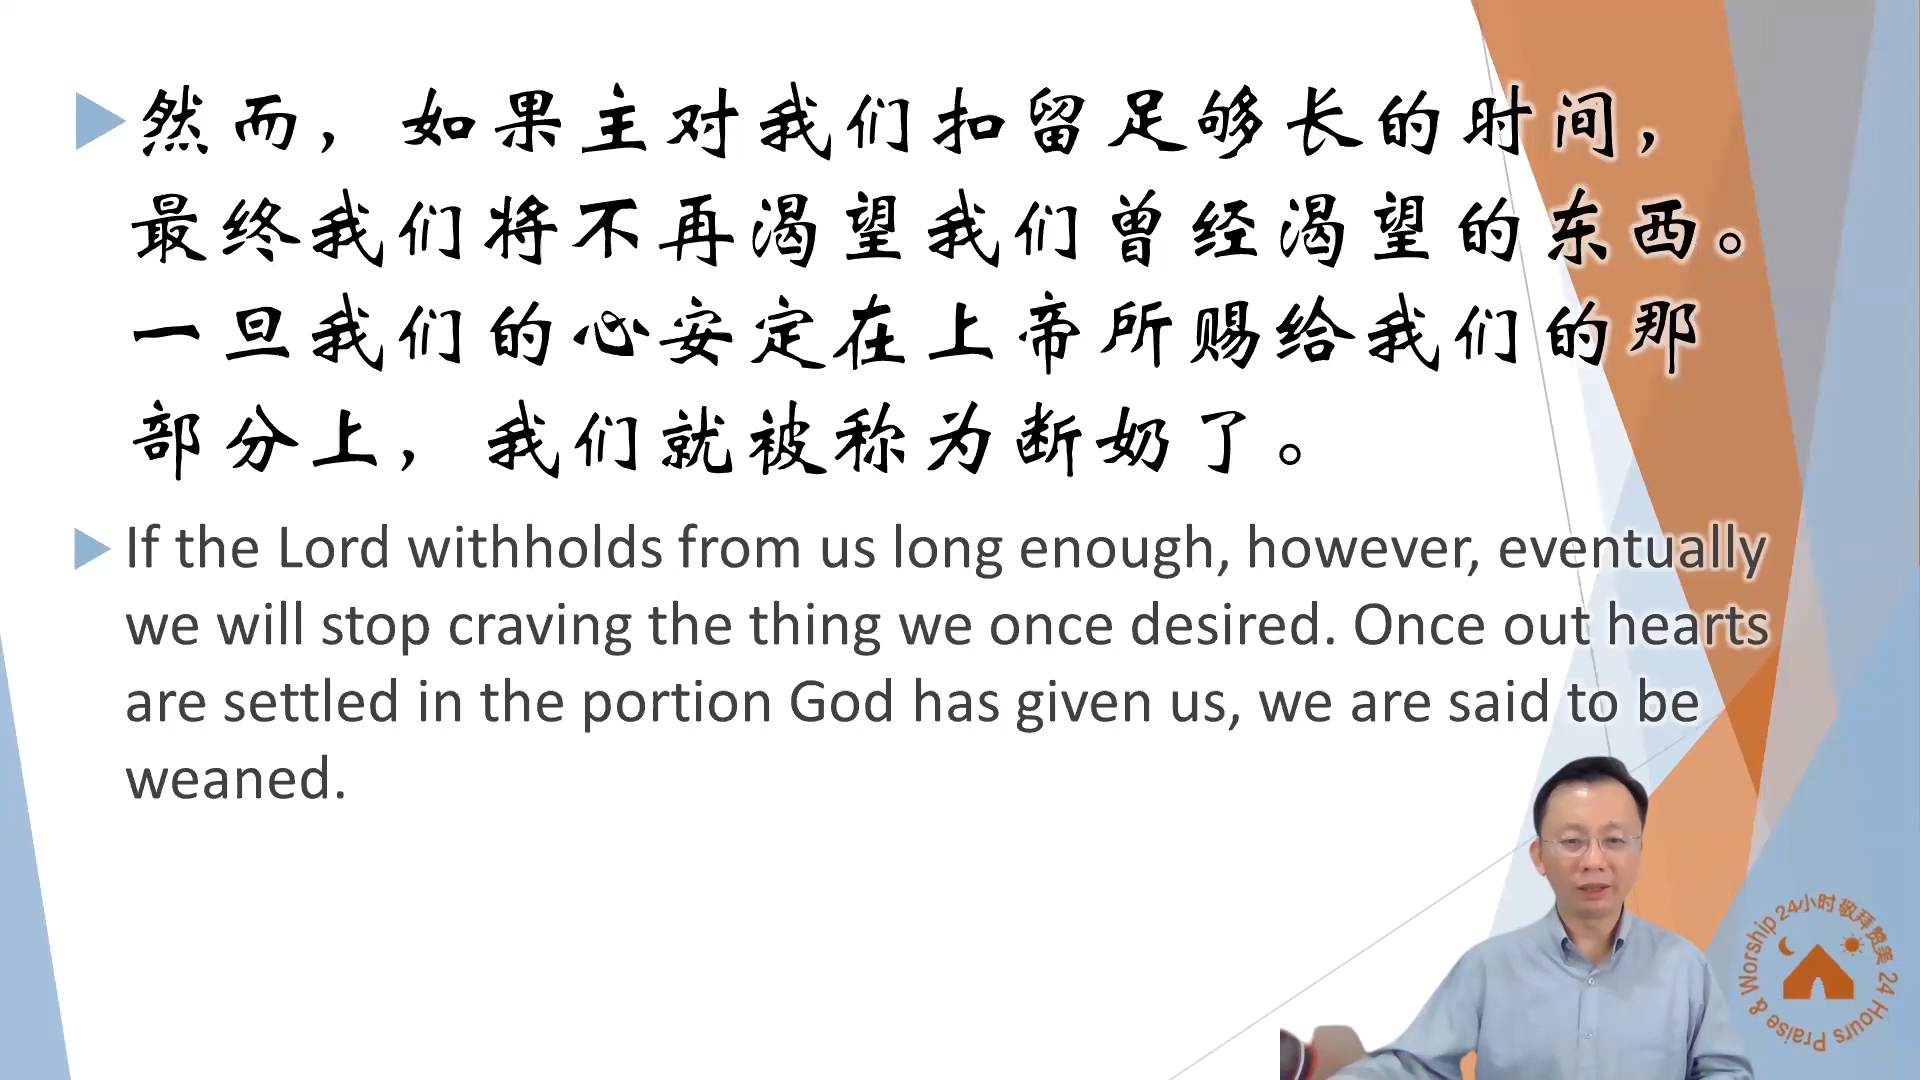 然而，如果主对我们扣留足够长的时间，
最终我们将不再渴望我们曾经渴望的东西。
一旦我们的心安定在上帝所赐给我们的那
部分上，我们就被称为断奶了。
If the Lord withholds from us long enough, however, eventually
we will stop craving the thing we once desired. Once out hearts
are settled in the portion God has given us, we are said to be
weaned.
24小时敬拜赞美 24 Hours Praise & Worship